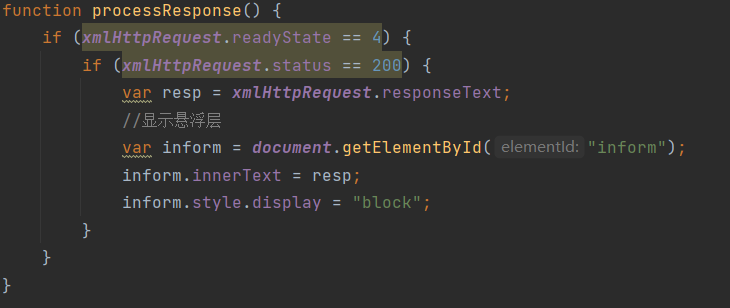 function processResponse() {
if (xmlHttpRequest.readyState == 4) {
if (xmlHttpRequest.status == 200) {
var resp = xmlHttpRequest.responseText;
//显示悬浮层
var inform = document.getElementById( elementId: "inform");
inform.innerText = resp;
inform.style.display = "block";
}
}
}